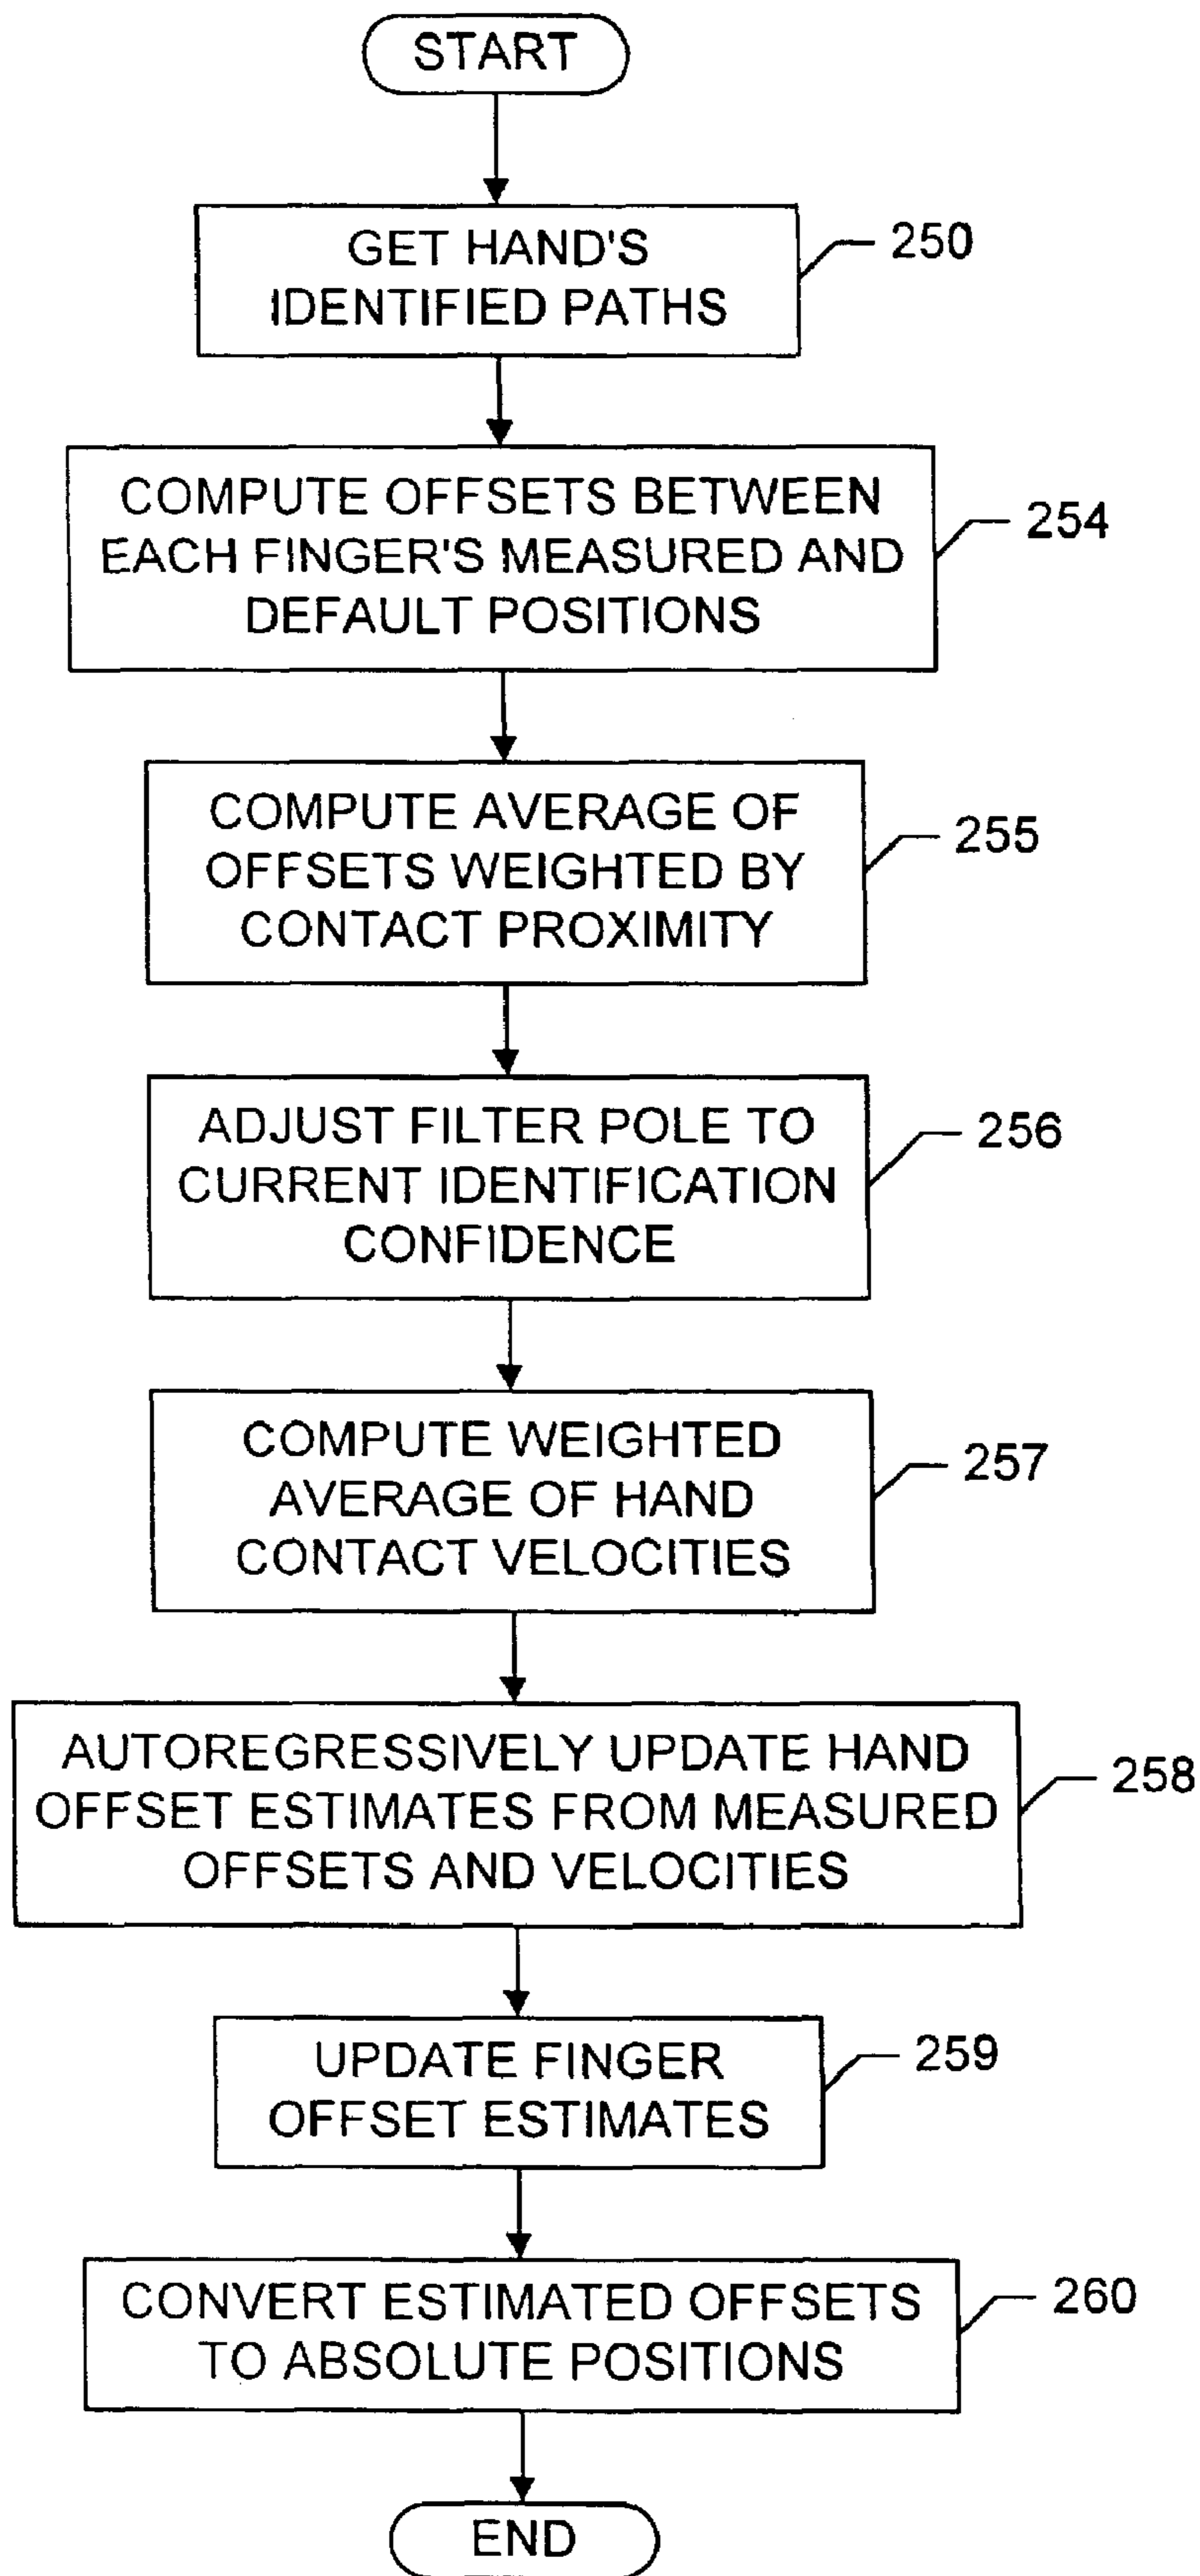 START
GET HAND'S
IDENTIFIED PATHS
250
COMPUTE OFFSETS BETWEEN
EACH FINGER'S MEASURED AND
DEFAULT POSITIONS
254
COMPUTE AVERAGE OF
OFFSETS WEIGHTED BY
CONTACT PROXIMITY
255
ADJUST FILTER POLE TO
CURRENT IDENTIFICATION
CONFIDENCE
256
COMPUTE WEIGHTED
AVERAGE OF HAND
CONTACT VELOCITIES
257
AUTOREGRESSIVELY UPDATE HAND
OFFSET ESTIMATES FROM MEASURED
OFFSETS AND VELOCITIES
258
UPDATE FINGER
OFFSET ESTIMATES
259
CONVERT ESTIMATED OFFSETS
TO ABSOLUTE POSITIONS
260
END